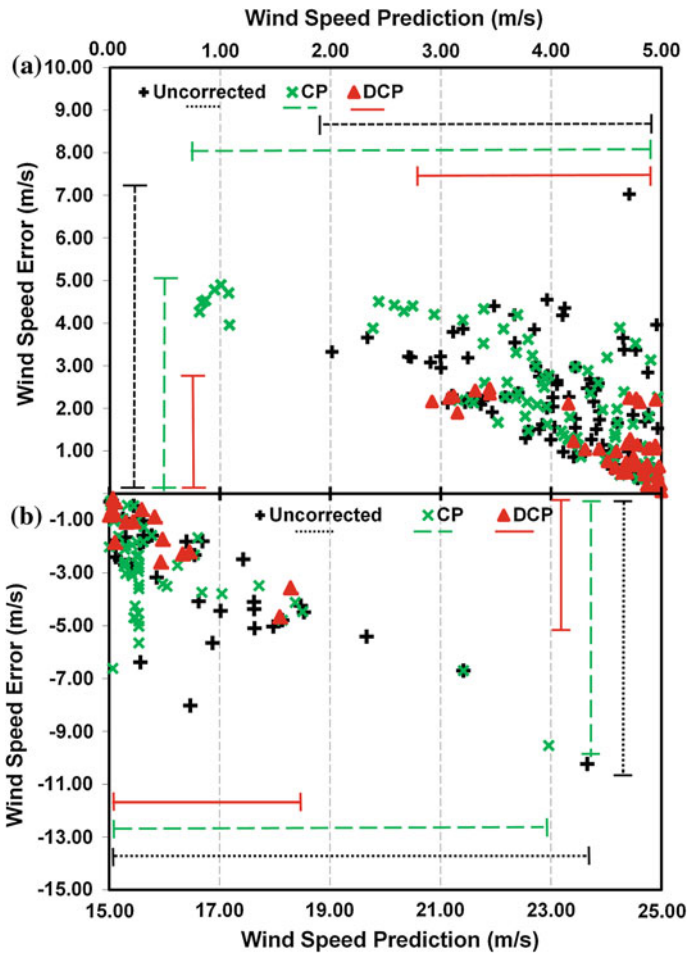 Wind Speed Prediction (m/s)
0.00 1.00 2.00 3.00 4.00 5.00
(a)
10.00
9.00
8.00
7.00
6.00
5.00
4.00
3.00
2.00
1.00
Wind Speed Error (m/s)
Uncorrected CP DCP
(b)
-1.00
-3.00
-5.00
-7.00
-9.00
-11.00
-13.00
-15.00
Wind Speed Error (m/s)
Uncorrected CP DCP
15.00 17.00 19.00 21.00 23.00 25.00
Wind Speed Prediction (m/s)